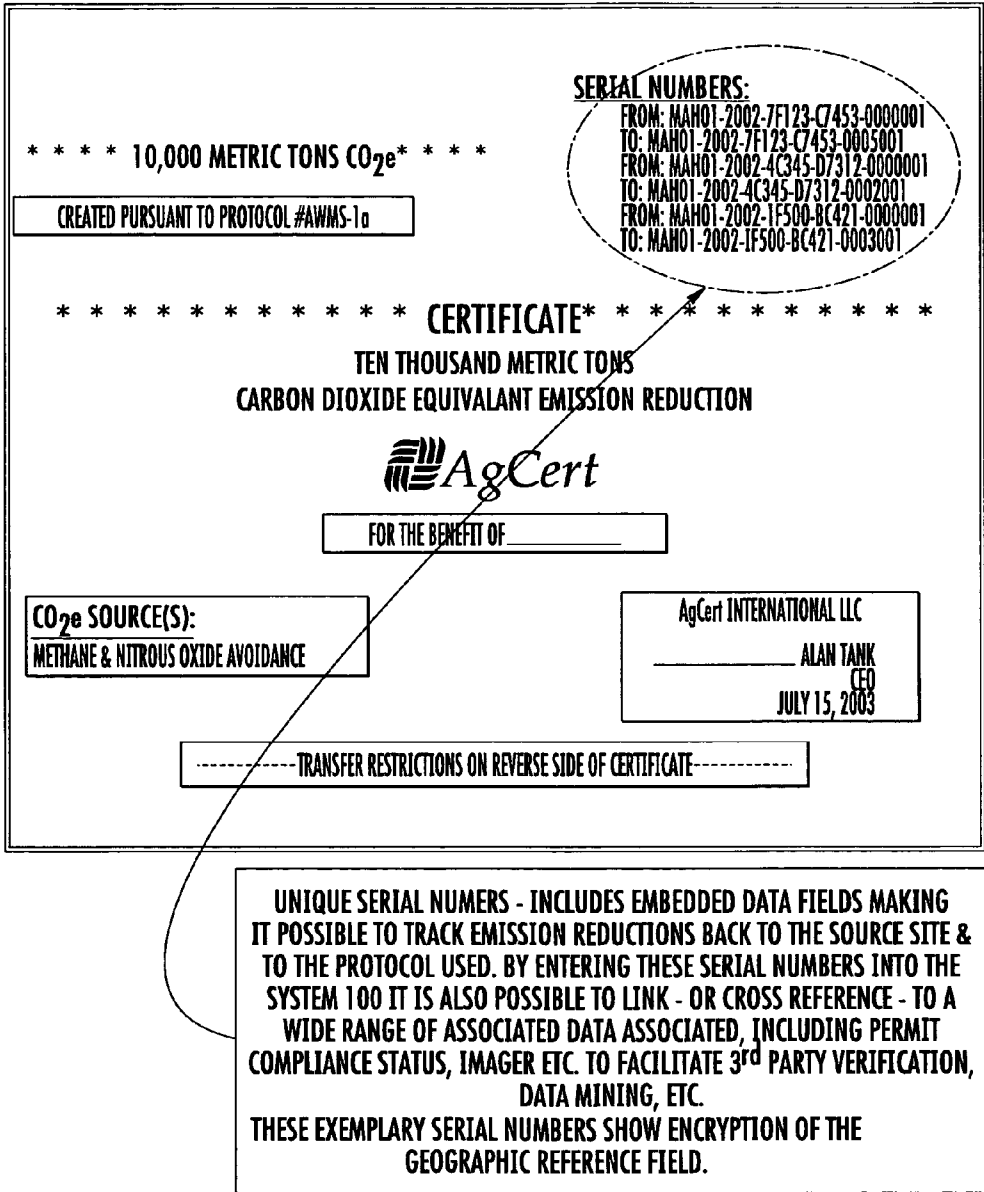 SERIAL NUMBERS:
FROM: MAH01-2002-7F123-C7453-0000001
TO: MAH01-2002-7F123-C7453-0005001
FROM: MAH01-2002-4C345-D7312-0000001
TO: MAH01-2002-4C345-D7312-0002001
FROM: MAH01-2002-1F500-BC421-0000001
TO: MAH01-2002-IF500-BC421-0003001
* * * * 10,000 METRIC TONS CO2e* * * *
CREATED PURSUANT TO PROTOCOL #AWMS-1a
* * * * * * * * * * * CERTIFICATE* * * * * * * * * * *
TEN THOUSAND METRIC TONS
CARBON DIOXIDE EQUIVALANT EMISSION REDUCTION
AgCert
FOR THE BENEFIT OF____________
CO2e SOURCE(S):
METHANE & NITROUS OXIDE AVOIDANCE
AgCert INTERNATIONAL LLC
______________ ALAN TANK
CEO
JULY 15, 2003
------------TRANSFER RESTRICTIONS ON REVERSE SIDE OF CERTIFICATE------------
UNIQUE SERIAL NUMERS - INCLUDES EMBEDDED DATA FIELDS MAKING
IT POSSIBLE TO TRACK EMISSION REDUCTIONS BACK TO THE SOURCE SITE &
TO THE PROTOCOL USED. BY ENTERING THESE SERIAL NUMBERS INTO THE
SYSTEM 100 IT IS ALSO POSSIBLE TO LINK - OR CROSS REFERENCE - TO A
WIDE RANGE OF ASSOCIATED DATA ASSOCIATED, INCLUDING PERMIT
COMPLIANCE STATUS, IMAGER ETC. TO FACILITATE 3rd PARTY VERIFICATION,
DATA MINING, ETC.
THESE EXEMPLARY SERIAL NUMBERS SHOW ENCRYPTION OF THE
GEOGRAPHIC REFERENCE FIELD.